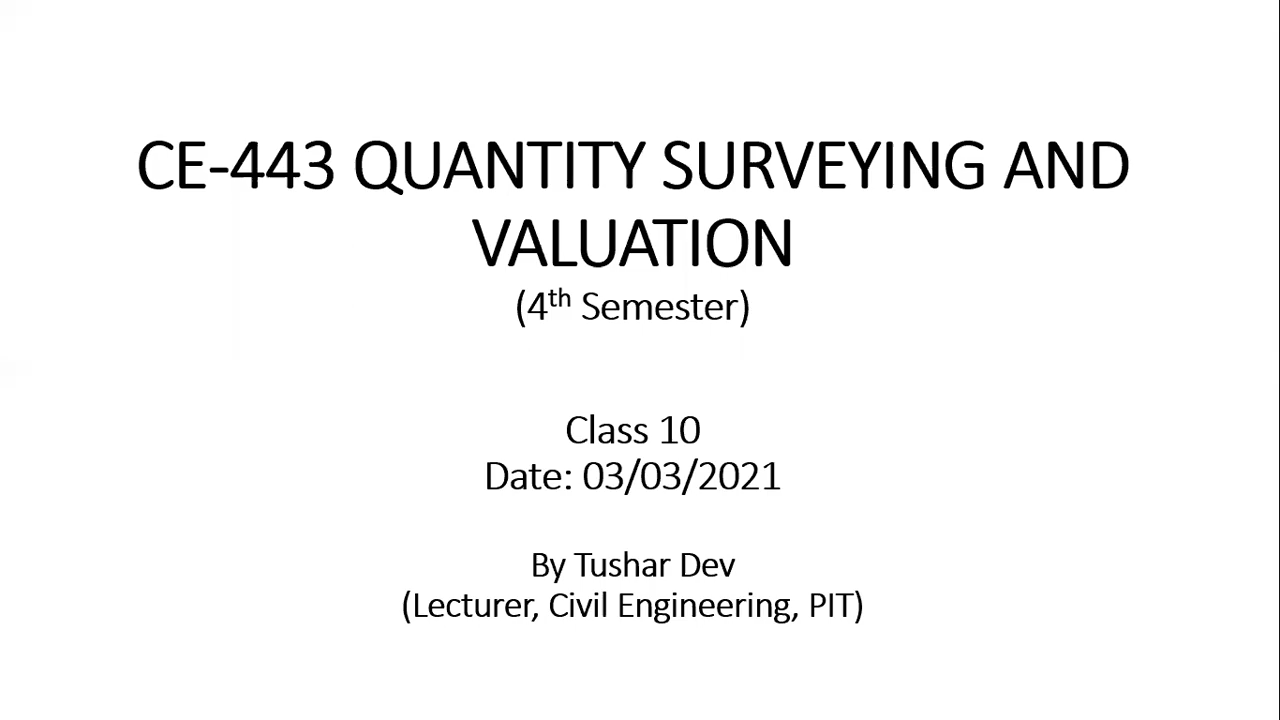 CE-443 QUANTITY SURVEYING AND
VALUATION
(4th Semester)
Class 10
Date: 03/03/2021
By Tushar Dev
(Lecturer, Civil Engineering, PIT)